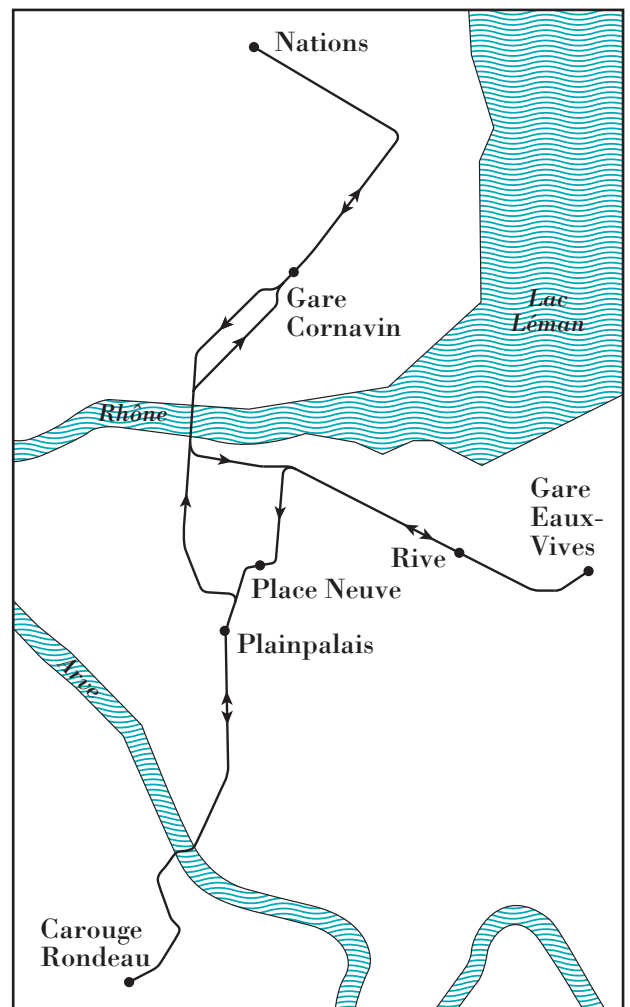 Nations
Gare
Cornavin
Lac
Léman
Rhône
Gare
Eaux-
Vives
Rive
Place Neuve
Plainpalais
Arve
Carouge
Rondeau